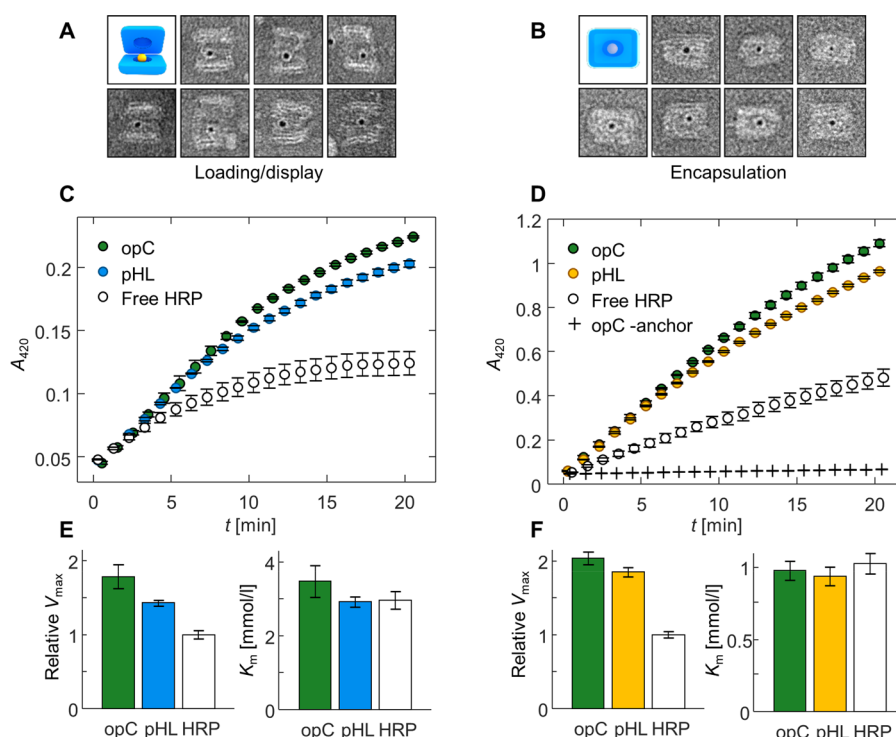 A
Loading/display
B
Encapsulation
C
opC
pHL
Free HRP
0.2
0.15
0.1
0.05
A420
0
5
10
15
20
t [min]
D
opC
pHL
Free HRP
opC -anchor
1.2
1
0.8
0.6
0.4
0.2
0
A420
0
5
10
15
20
t [min]
E
2
1
0
Relative Vmax
opC pHL HRP
4
2
0
Km [mmol/l]
opC pHL HRP
F
2
1
0
Relative Vmax
opC pHL HRP
1
0.5
0
Km [mmol/l]
opC pHL HRP